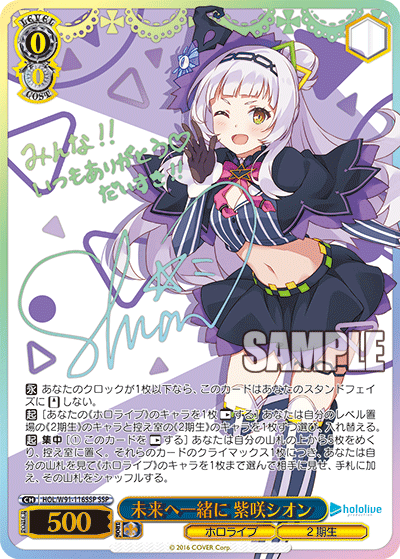 LEVEL
0
0
COST
みんな!!
いつもありがとう♡
だいすき!!
Shion
SAMPLE
永 あなたのクロックが1枚以下なら、このカードはあなたのスタンドフェイズに しない。
起 [あなたの《ホロライブ》のキャラを1枚 する] あなたは自分のレベル置場の《2期生》のキャラと控え室の《2期生》のキャラを1枚ずつ選び、入れ替える。
起 集中 [① このカードを する] あなたは自分の山札の上から5枚をめくり、控え室に置く。それらのカードのクライマックス1枚につき、あなたは自分の山札を見て《ホロライブ》のキャラを1枚まで選んで相手に見せ、手札に加え、その山札をシャッフルする。
CH HOL/W91-116SSP SSP
POWER
500
未来へ一緒に 紫咲シオン
hololive
ホロライブ
2期生
© 2016 COVER Corp.